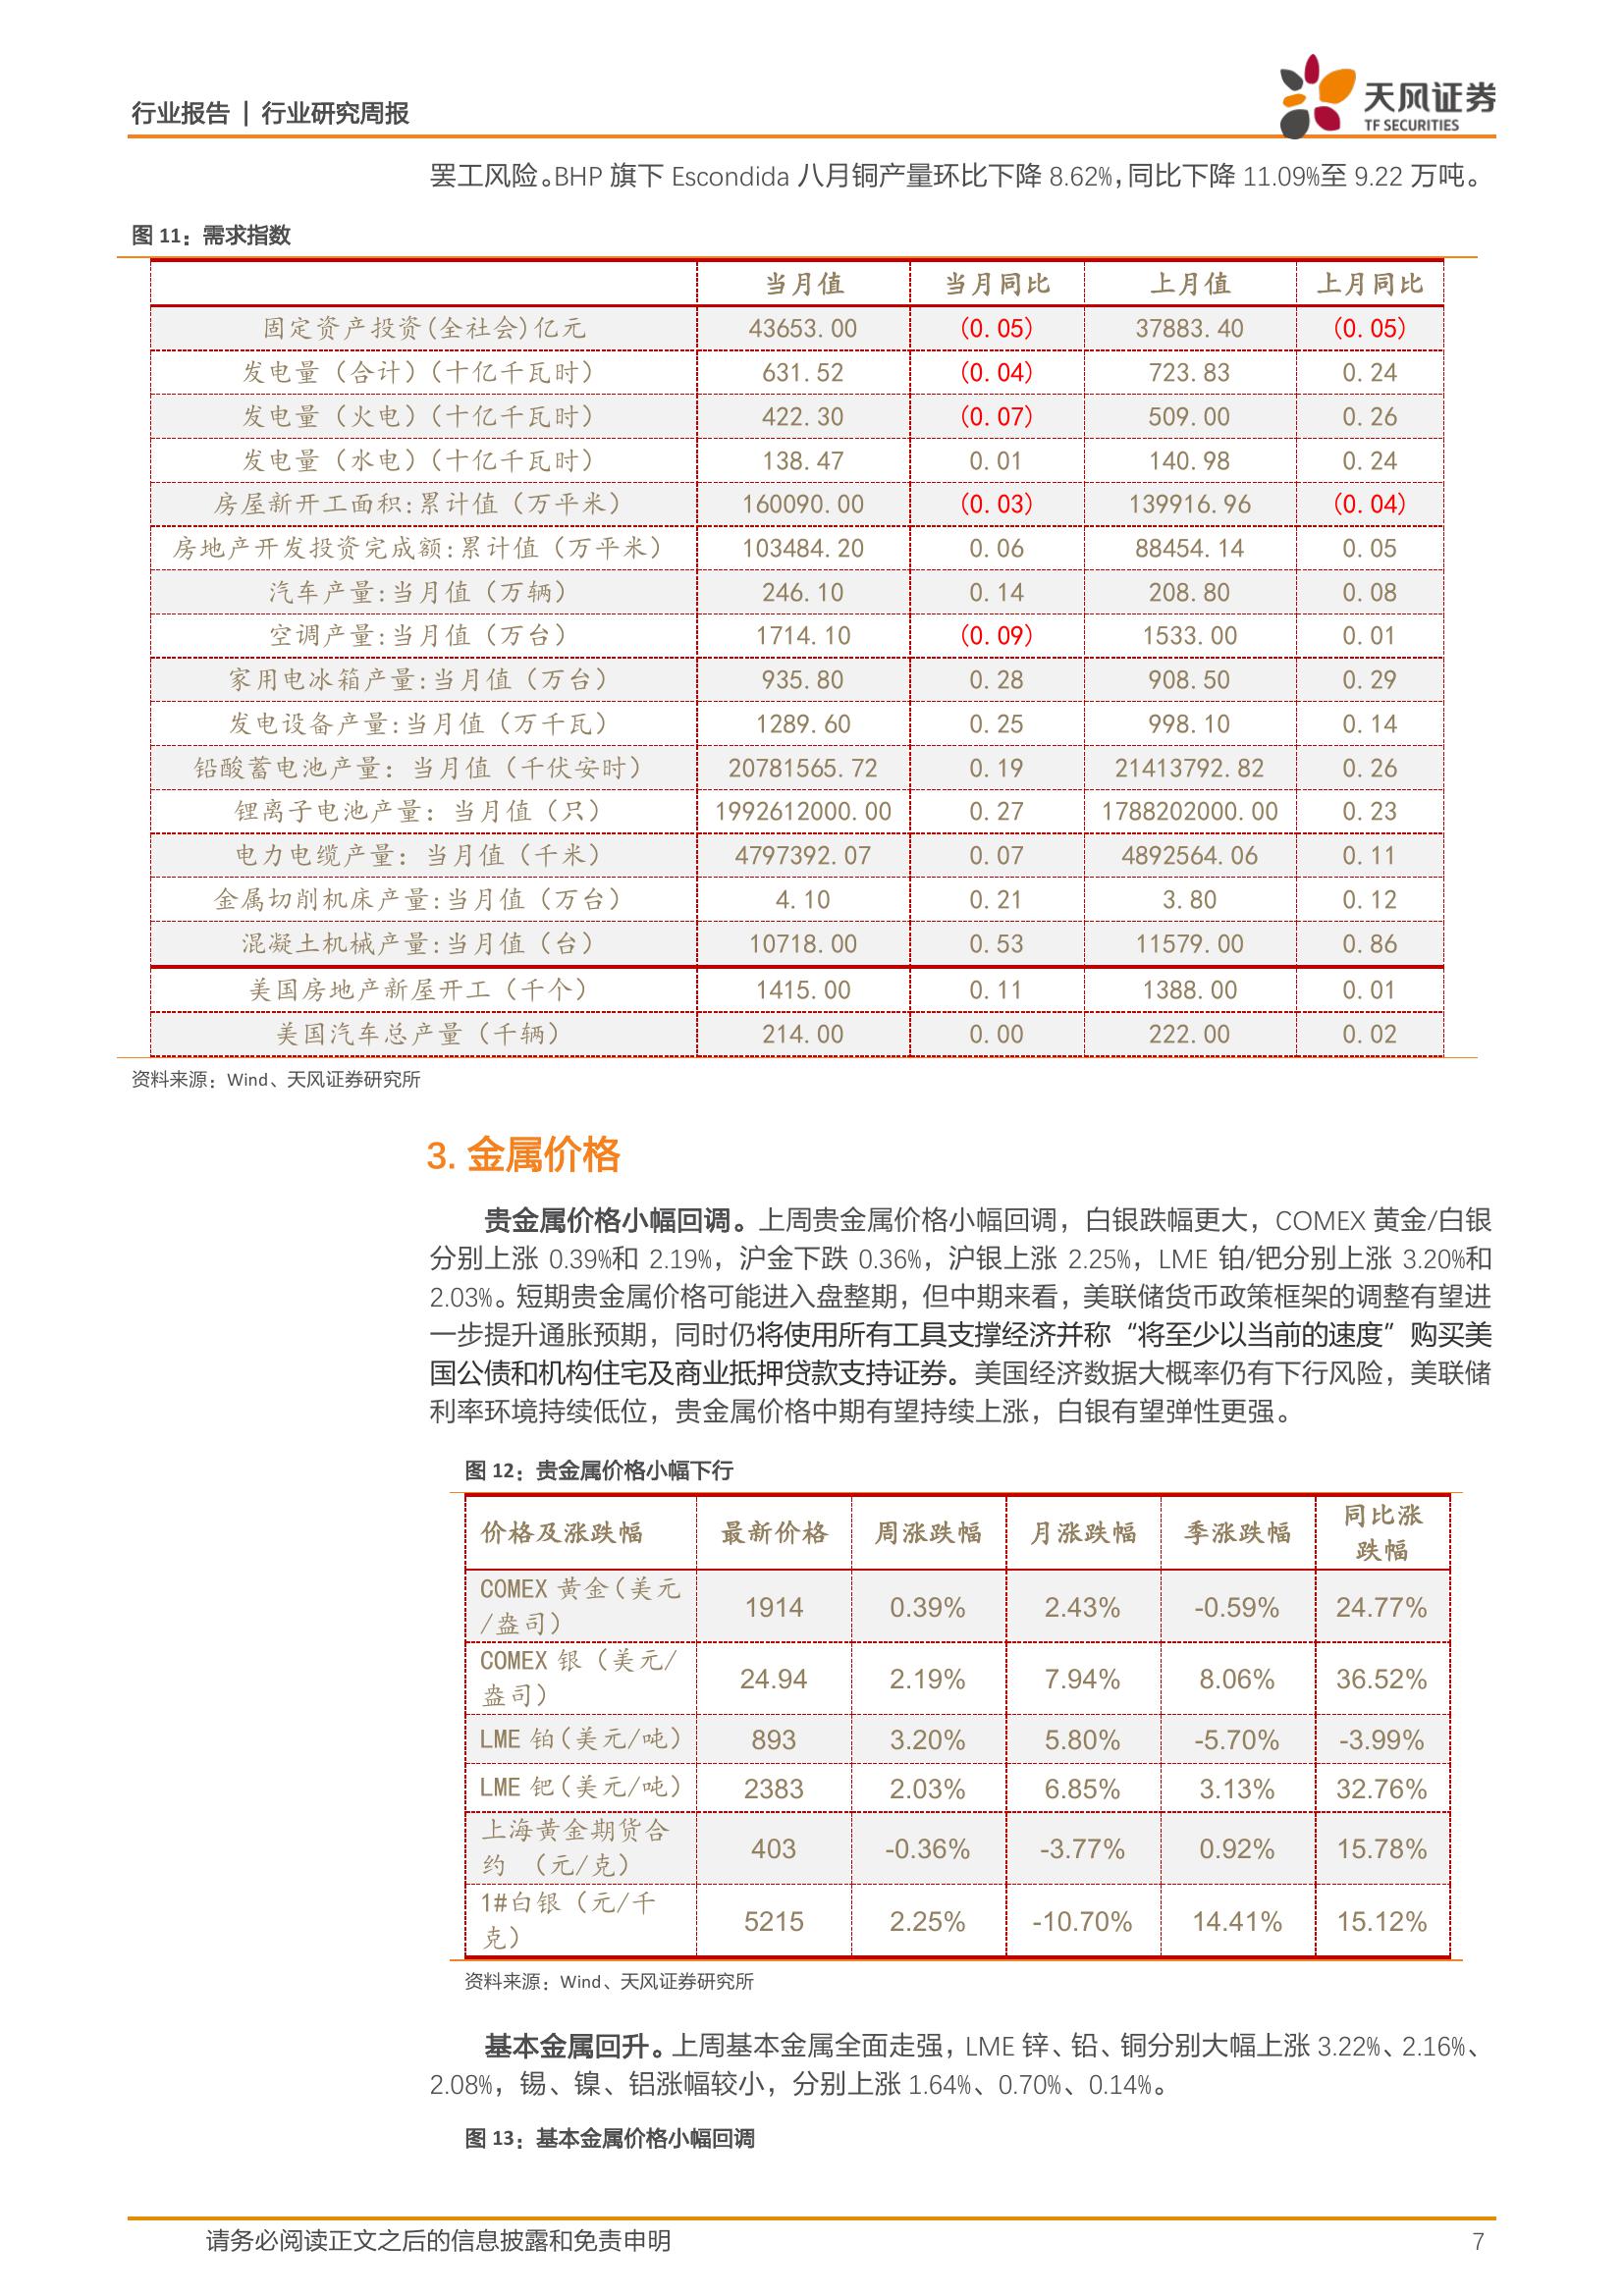 行业报告 | 行业研究周报
天风证券
TF SECURITIES
罢工风险。BHP 旗下 Escondida 八月铜产量环比下降 8.62%，同比下降 11.09%至 9.22 万吨。
图 11：需求指数
当月值 当月同比 上月值 上月同比
固定资产投资(全社会)亿元 43653.00 (0.05) 37883.40 (0.05)
发电量（合计）（十亿千瓦时） 631.52 (0.04) 723.83 0.24
发电量（火电）（十亿千瓦时） 422.30 (0.07) 509.00 0.26
发电量（水电）（十亿千瓦时） 138.47 0.01 140.98 0.24
房屋新开工面积:累计值（万平米） 160090.00 (0.03) 139916.96 (0.04)
房地产开发投资完成额:累计值（万平米） 103484.20 0.06 88454.14 0.05
汽车产量:当月值（万辆） 246.10 0.14 208.80 0.08
空调产量:当月值（万台） 1714.10 (0.09) 1533.00 0.01
家用电冰箱产量:当月值（万台） 935.80 0.28 908.50 0.29
发电设备产量:当月值（万千瓦） 1289.60 0.25 998.10 0.14
铅酸蓄电池产量：当月值（千伏安时） 20781565.72 0.19 21413792.82 0.26
锂离子电池产量：当月值（只） 1992612000.00 0.27 1788202000.00 0.23
电力电缆产量：当月值（千米） 4797392.07 0.07 4892564.06 0.11
金属切削机床产量:当月值（万台） 4.10 0.21 3.80 0.12
混凝土机械产量:当月值（台） 10718.00 0.53 11579.00 0.86
美国房地产新屋开工（千个） 1415.00 0.11 1388.00 0.01
美国汽车总产量（千辆） 214.00 0.00 222.00 0.02
资料来源：Wind、天风证券研究所
3. 金属价格
贵金属价格小幅回调。上周贵金属价格小幅回调，白银跌幅更大，COMEX 黄金/白银
分别上涨 0.39%和 2.19%，沪金下跌 0.36%，沪银上涨 2.25%，LME 铂/钯分别上涨 3.20%和
2.03%。短期贵金属价格可能进入盘整期，但中期来看，美联储货币政策框架的调整有望进
一步提升通胀预期，同时仍将使用所有工具支撑经济并称“将至少以当前的速度”购买美
国公债和机构住宅及商业抵押贷款支持证券。美国经济数据大概率仍有下行风险，美联储
利率环境持续低位，贵金属价格中期有望持续上涨，白银有望弹性更强。
图 12：贵金属价格小幅下行
价格及涨跌幅 最新价格 周涨跌幅 月涨跌幅 季涨跌幅 同比涨
跌幅
COMEX 黄金(美元
/盎司) 1914 0.39% 2.43% -0.59% 24.77%
COMEX 银（美元/
盎司） 24.94 2.19% 7.94% 8.06% 36.52%
LME 铂(美元/吨) 893 3.20% 5.80% -5.70% -3.99%
LME 钯(美元/吨) 2383 2.03% 6.85% 3.13% 32.76%
上海黄金期货合
约 （元/克） 403 -0.36% -3.77% 0.92% 15.78%
1#白银（元/千
克） 5215 2.25% -10.70% 14.41% 15.12%
资料来源：Wind、天风证券研究所
基本金属回升。上周基本金属全面走强，LME 锌、铅、铜分别大幅上涨 3.22%、2.16%、
2.08%，锡、镍、铝涨幅较小，分别上涨 1.64%、0.70%、0.14%。
图 13：基本金属价格小幅回调
请务必阅读正文之后的信息披露和免责申明 7